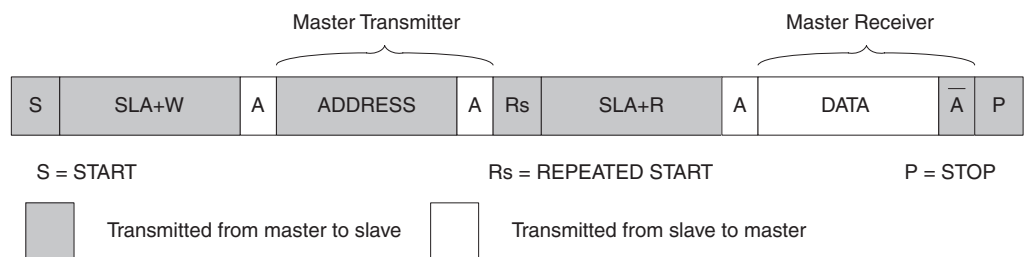 Master Transmitter Master Receiver
S SLA+W A ADDRESS A Rs SLA+R A DATA A̅ P
S = START Rs = REPEATED START P = STOP
Transmitted from master to slave Transmitted from slave to master